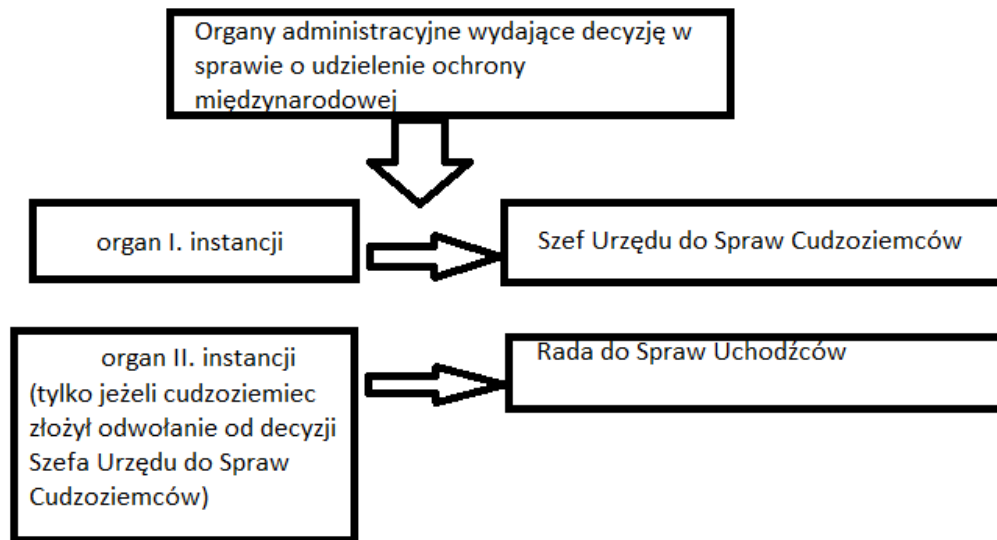 Organy administracyjne wydające decyzję w
sprawie o udzielenie ochrony
międzynarodowej
organ I. instancji
Szef Urzędu do Spraw Cudzoziemców
organ II. instancji
(tylko jeżeli cudzoziemiec
złożył odwołanie od decyzji
Szefa Urzędu do Spraw
Cudzoziemców)
Rada do Spraw Uchodźców